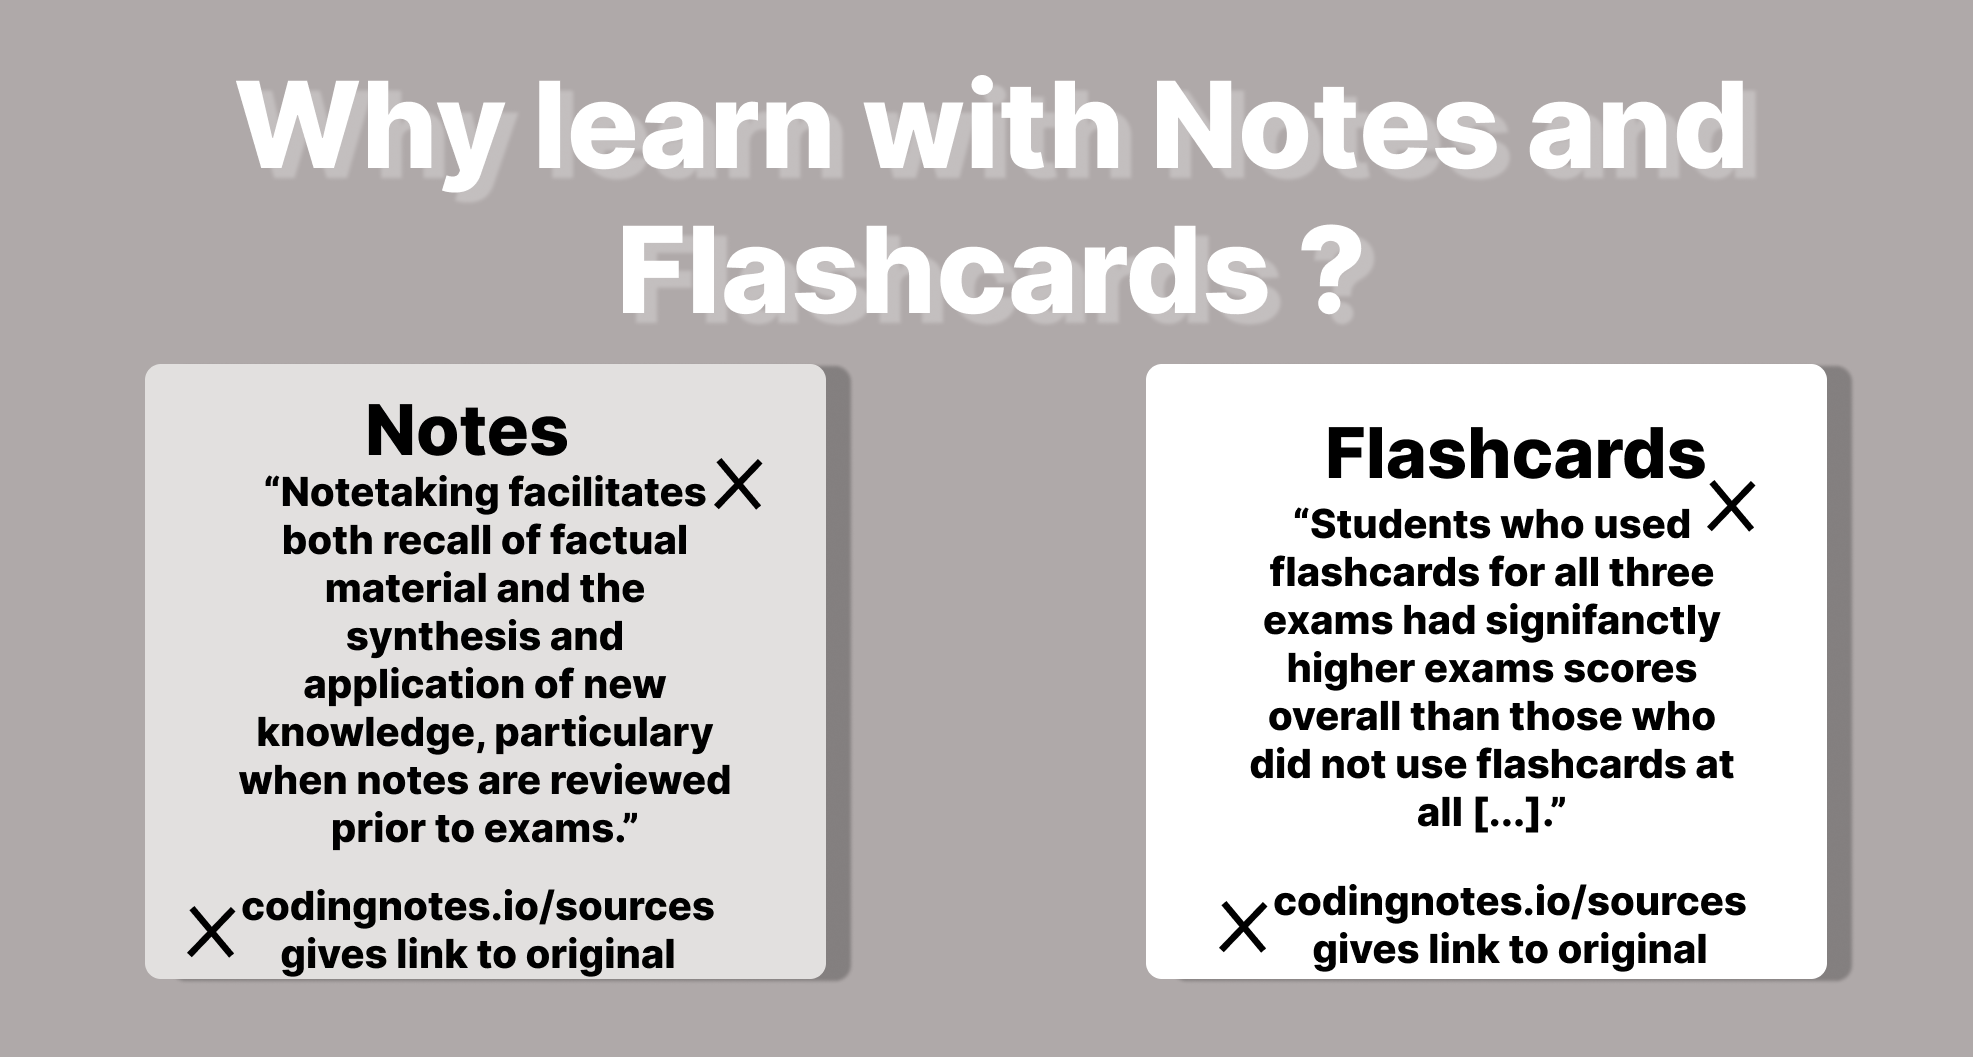 Why learn with Notes and
Flashcards ?
Notes
“Notetaking facilitates
both recall of factual
material and the
synthesis and
application of new
knowledge, particulary
when notes are reviewed
prior to exams.”
codingnotes.io/sources
gives link to original
Flashcards
“Students who used
flashcards for all three
exams had signifanctly
higher exams scores
overall than those who
did not use flashcards at
all [...].”
codingnotes.io/sources
gives link to original